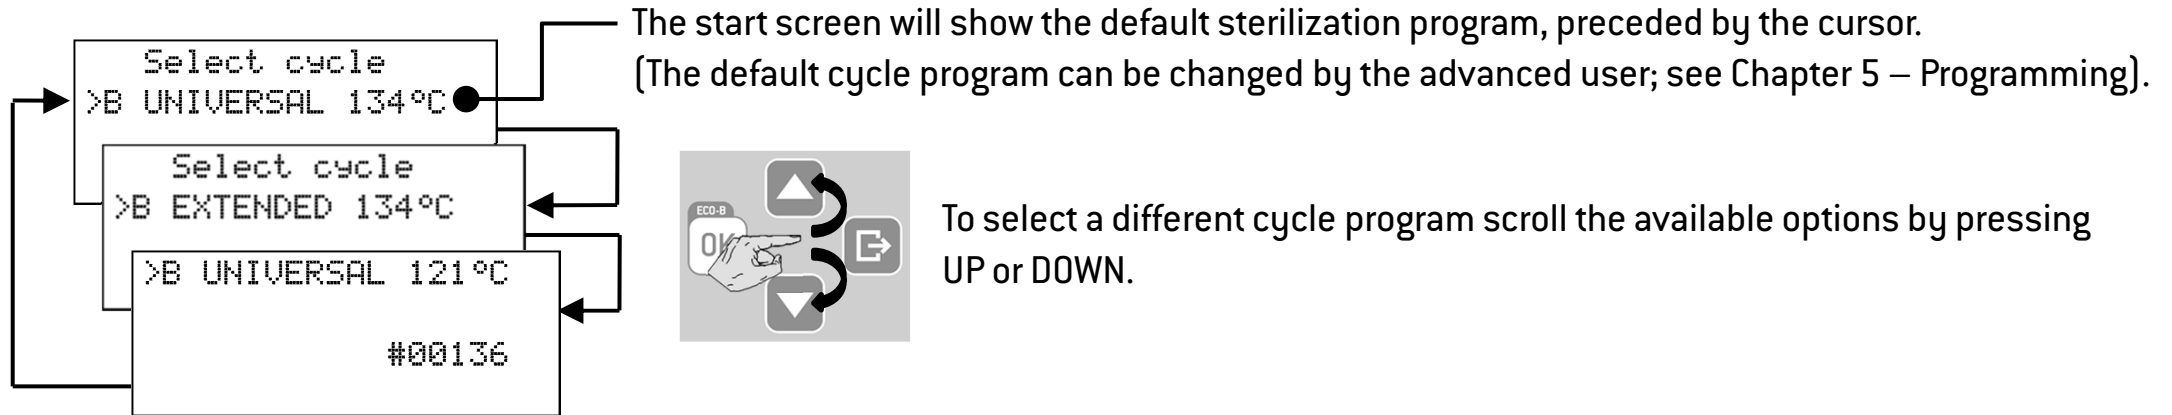 The start screen will show the default sterilization program, preceded by the cursor.
(The default cycle program can be changed by the advanced user; see Chapter 5 – Programming).
Select cycle
>B UNIVERSAL 134°C
Select cycle
>B EXTENDED 134°C
>B UNIVERSAL 121°C
#00136
ECO-B
OK
To select a different cycle program scroll the available options by pressing
UP or DOWN.